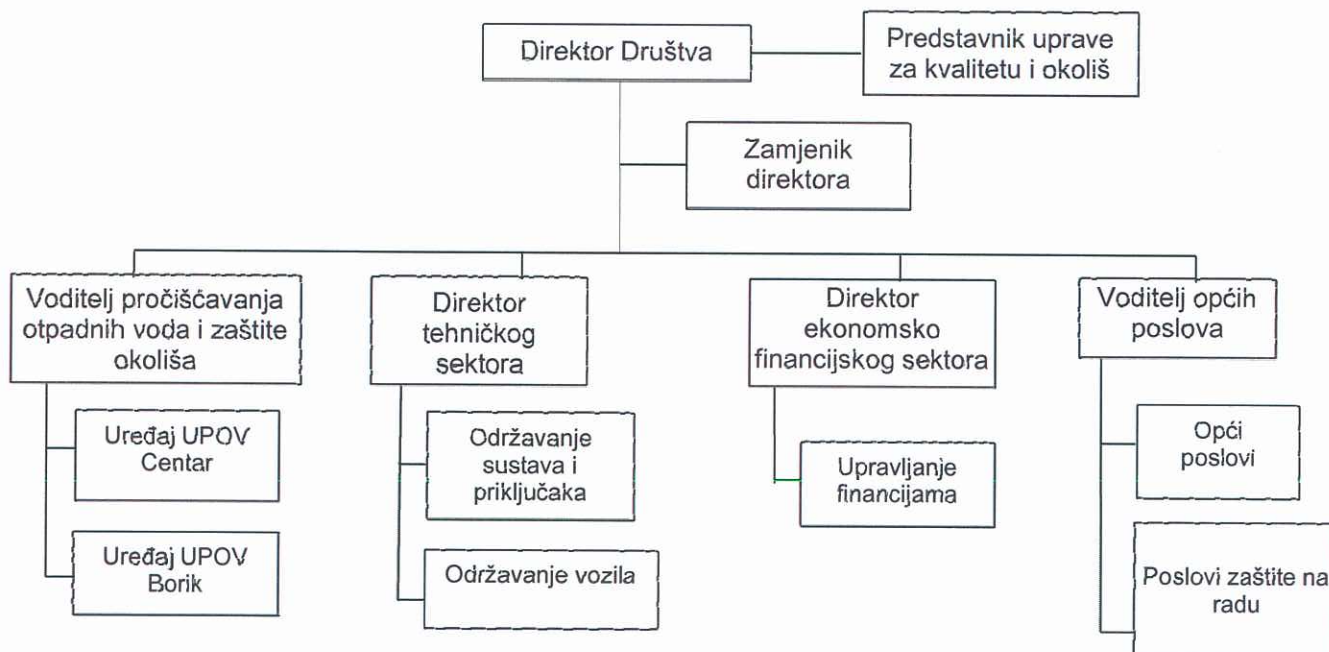 Direktor Društva
Predstavnik uprave
za kvalitetu i okoliš
Zamjenik
direktora
Voditelj pročišćavanja
otpadnih voda i zaštite
okoliša
Direktor
tehničkog
sektora
Direktor
ekonomsko
financijskog sektora
Voditelj općih
poslova
Uređaj UPOV
Centar
Uređaj UPOV
Borik
Održavanje
sustava i
priključaka
Održavanje vozila
Upravljanje
financijama
Opći
poslovi
Poslovi zaštite na
radu